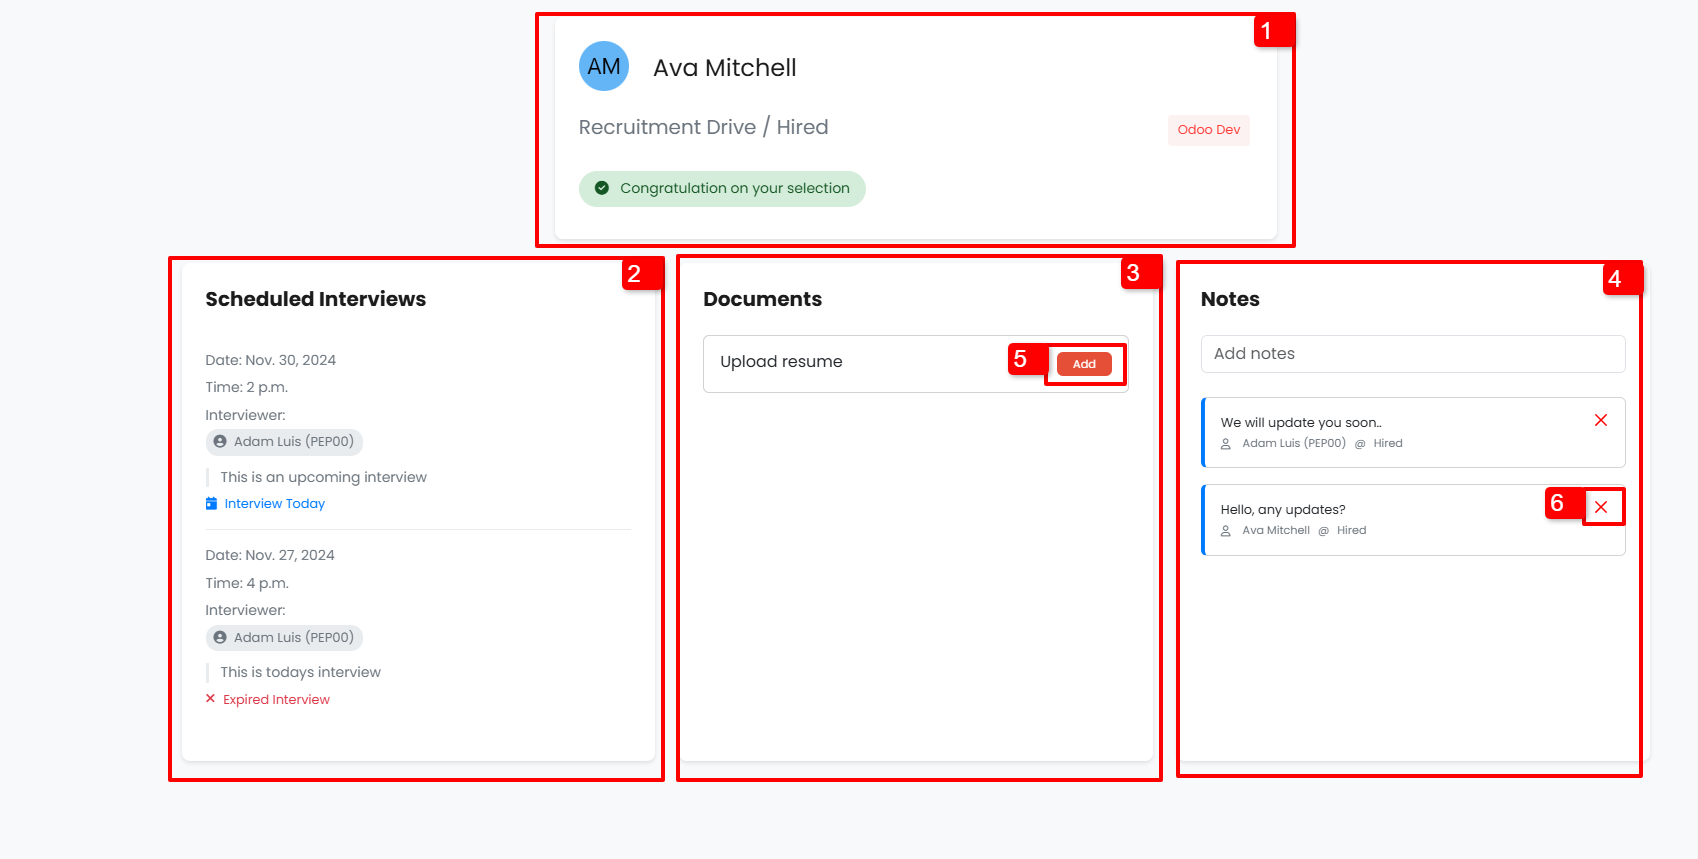 1
AM
Ava Mitchell
Recruitment Drive / Hired
Odoo Dev
Congratulation on your selection
2
Scheduled Interviews
Date: Nov. 30, 2024
Time: 2 p.m.
Interviewer:
Adam Luis (PEP00)
This is an upcoming interview
Interview Today
Date: Nov. 27, 2024
Time: 4 p.m.
Interviewer:
Adam Luis (PEP00)
This is todays interview
Expired Interview
3
Documents
Upload resume
5
Add
4
Notes
Add notes
We will update you soon..
Adam Luis (PEP00) @ Hired
6
Hello, any updates?
Ava Mitchell @ Hired